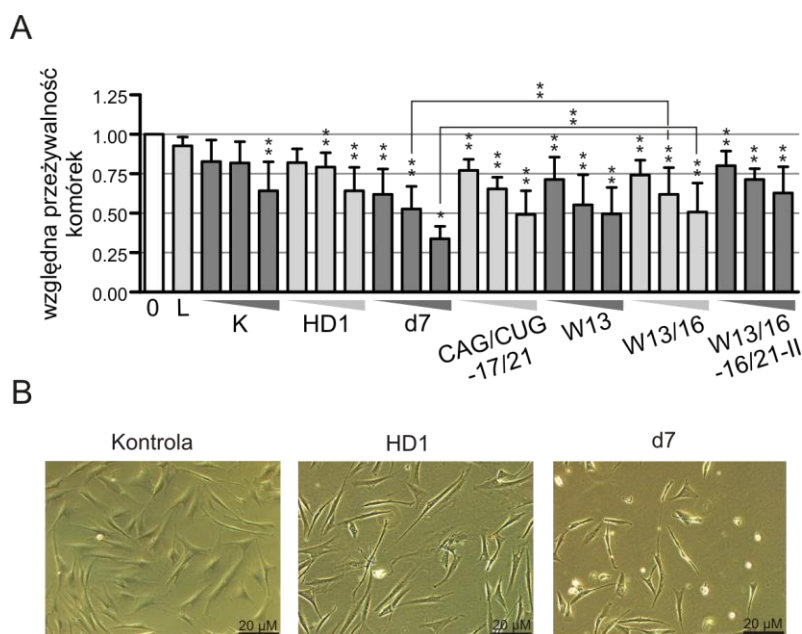 A
względna przeżywalność
komórek
1.25
1.00
0.75
0.50
0.25
0.00
* *
* *
* *
* *
* *
* *
* *
* *
*
* *
* *
* *
* *
* *
* *
* *
* *
* *
* *
* *
* *
0
L
K
HD1
d7
CAG/CUG
-17/21
W13
W13/16
W13/16
-16/21-II
B
Kontrola
HD1
d7
20 µM
20 µM
20 µM